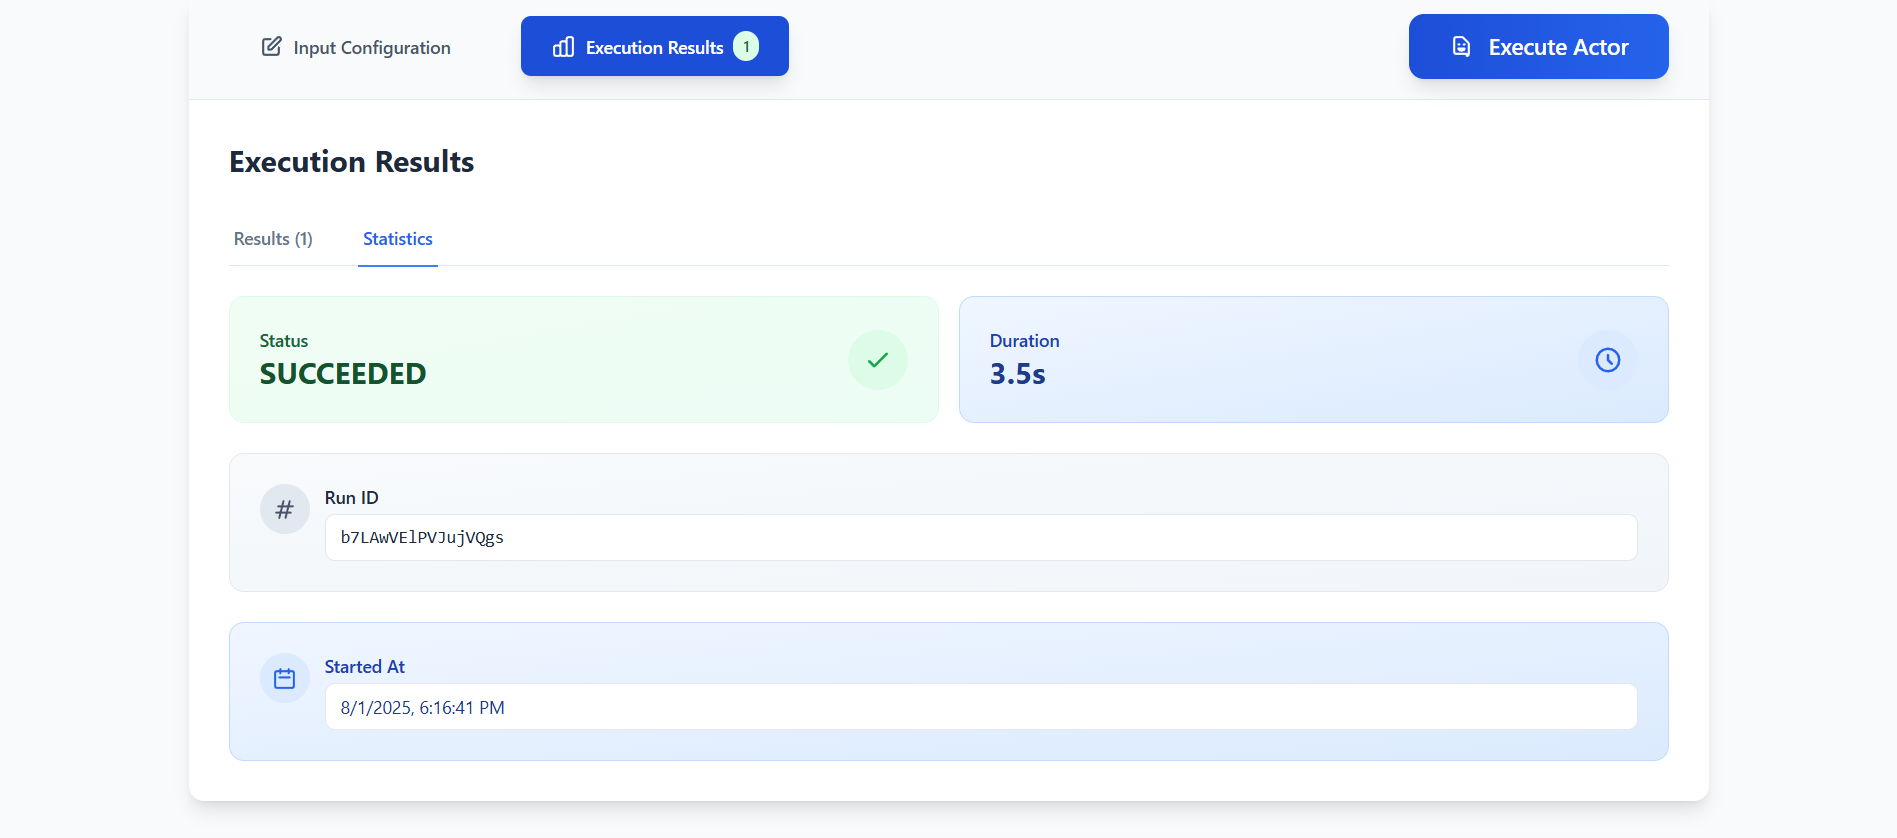 Input Configuration
Execution Results 1
Execute Actor
Execution Results
Results (1)
Statistics
Status
SUCCEEDED
Duration
3.5s
#
Run ID
b7LAwVElPVJujVQgs
Started At
8/1/2025, 6:16:41 PM